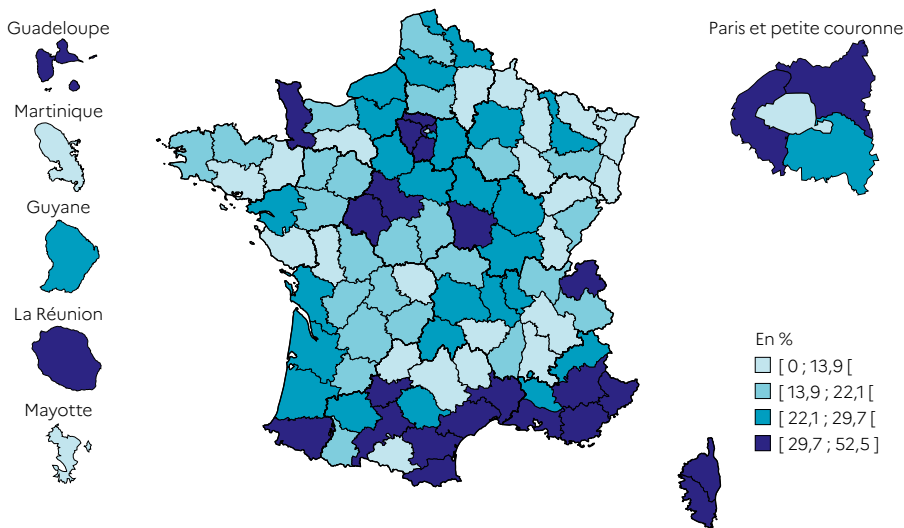 Guadeloupe
Martinique
Guyane
La Réunion
Mayotte
Paris et petite couronne
En %
[ 0 ; 13,9 [
[ 13,9 ; 22,1 [
[ 22,1 ; 29,7 [
[ 29,7 ; 52,5 ]